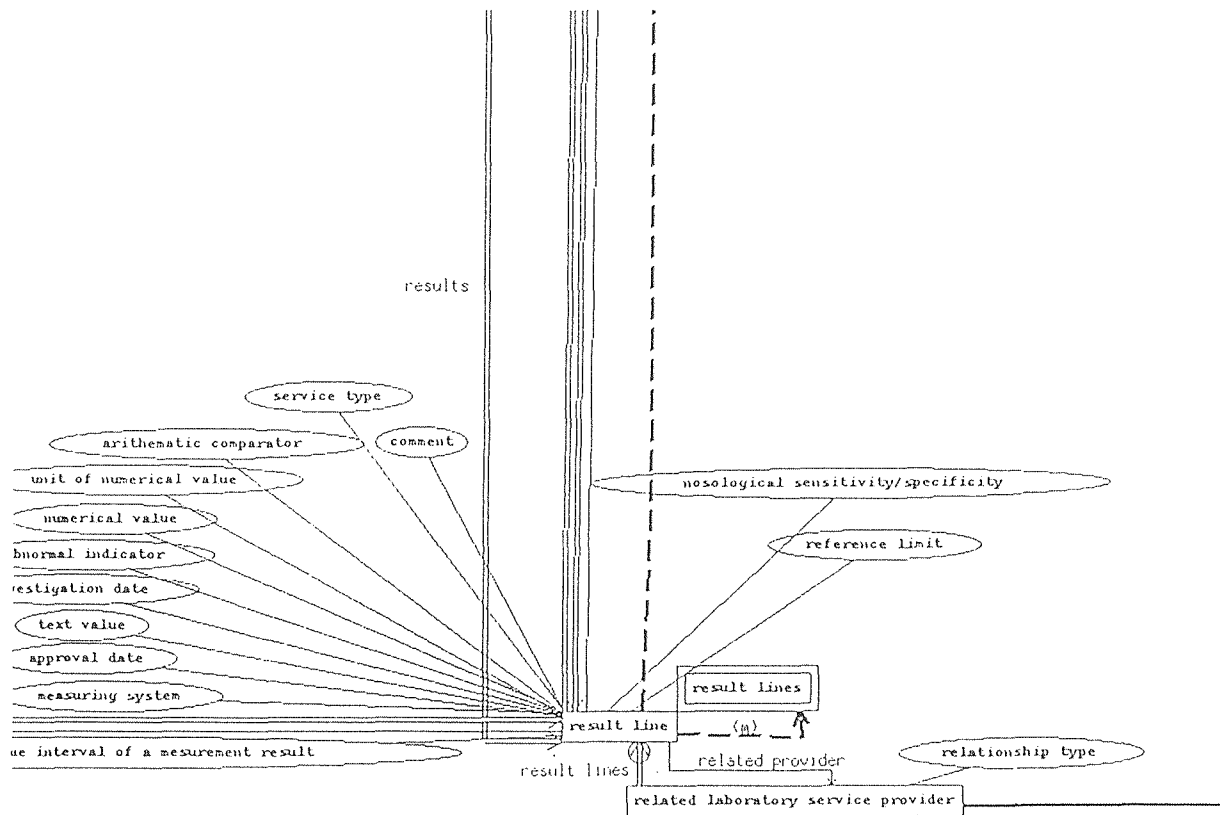 results
service type
arithematic comparator
comment
unit of numerical value
nosological sensitivity/specificity
numerical value
reference limit
bnormal indicator
vestigation date
text value
approval date
result lines
measuring system
result line
(m)
ue interval of a mesurement result
relationship type
related provider
result lines
related laboratory service provider